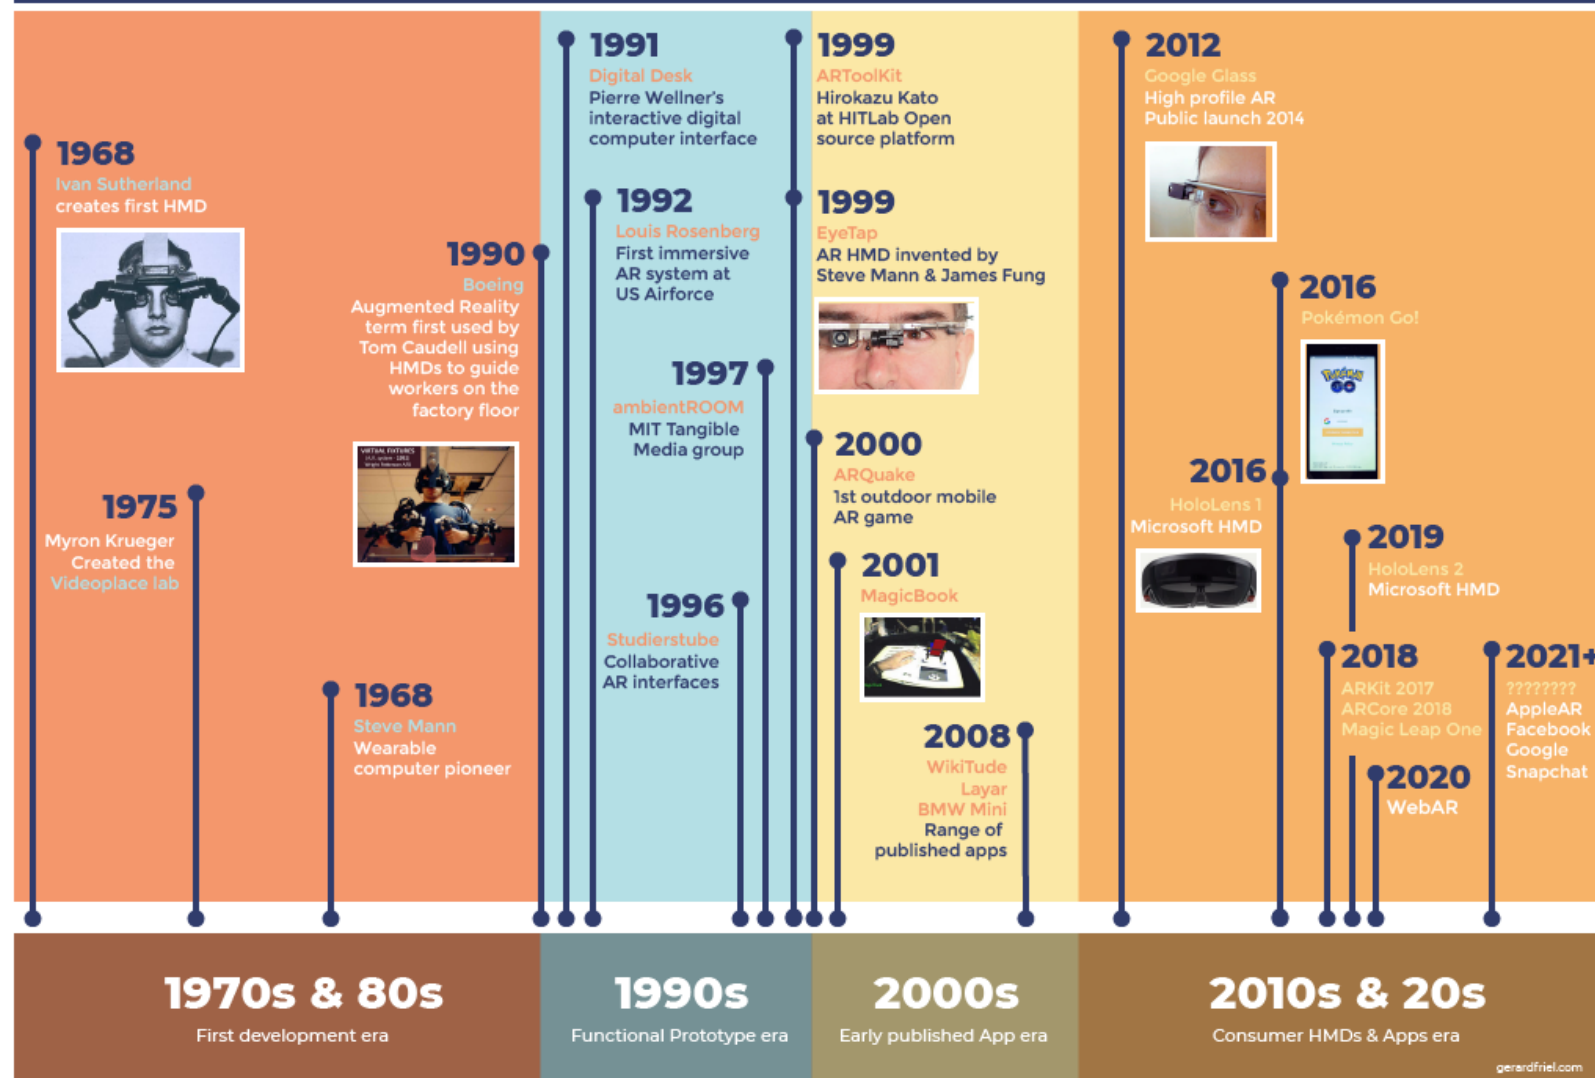 1968
Ivan Sutherland
creates first HMD
1975
Myron Krueger
Created the
Videoplace lab
1968
Steve Mann
Wearable
computer pioneer
1990
Boeing
Augmented Reality
term first used by
Tom Caudell using
HMDs to guide
workers on the
factory floor
VIRTUAL FIXTURES
1991
Digital Desk
Pierre Wellner's
interactive digital
computer interface
1992
Louis Rosenberg
First immersive
AR system at
US Airforce
1997
ambientROOM
MIT Tangible
Media group
1996
Studierstube
Collaborative
AR interfaces
1999
ARToolKit
Hirokazu Kato
at HITLab Open
source platform
1999
EyeTap
AR HMD invented by
Steve Mann & James Fung
2000
ARQuake
1st outdoor mobile
AR game
2001
MagicBook
2008
WikiTude
Layar
BMW Mini
Range of
published apps
2012
Google Glass
High profile AR
Public launch 2014
2016
Pokémon Go!
POKÉMON
GO
2016
HoloLens 1
Microsoft HMD
2019
HoloLens 2
Microsoft HMD
2018
ARKit 2017
ARCore 2018
Magic Leap One
2020
WebAR
2021+
????????
AppleAR
Facebook
Google
Snapchat
1970s & 80s
First development era
1990s
Functional Prototype era
2000s
Early published App era
2010s & 20s
Consumer HMDs & Apps era
gerardfriel.com